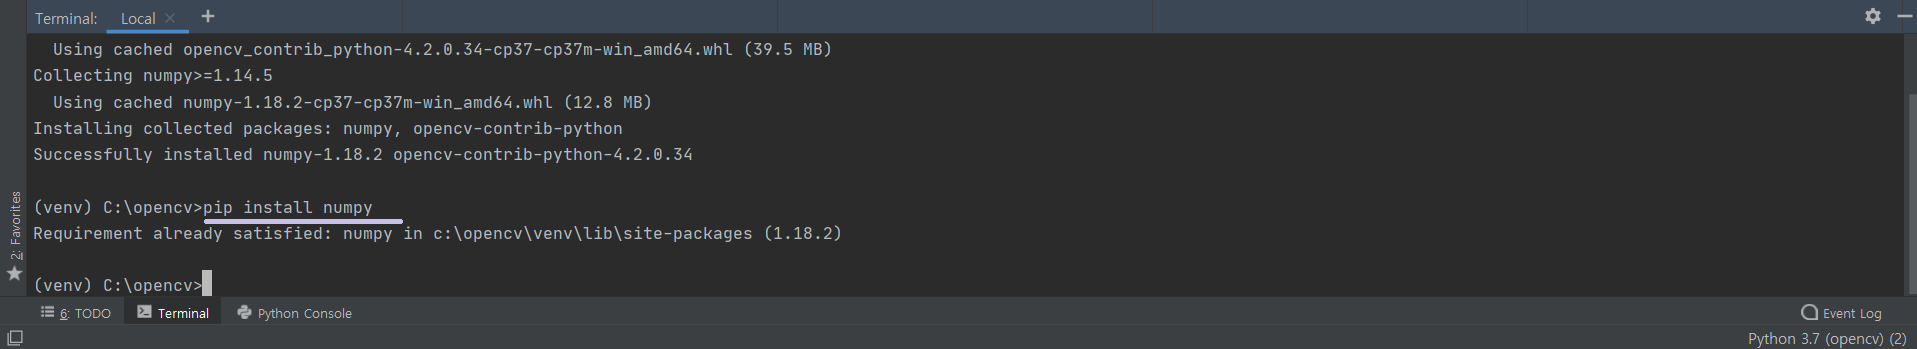 Terminal: Local
Using cached opencv_contrib_python-4.2.0.34-cp37-cp37m-win_amd64.whl (39.5 MB)
Collecting numpy>=1.14.5
Using cached numpy-1.18.2-cp37-cp37m-win_amd64.whl (12.8 MB)
Installing collected packages: numpy, opencv-contrib-python
Successfully installed numpy-1.18.2 opencv-contrib-python-4.2.0.34
(venv) C:\opencv>pip install numpy
Requirement already satisfied: numpy in c:\opencv\venv\lib\site-packages (1.18.2)
(venv) C:\opencv>
2: Favorites
6: TODO Terminal Python Console Event Log
Python 3.7 (opencv) (2)